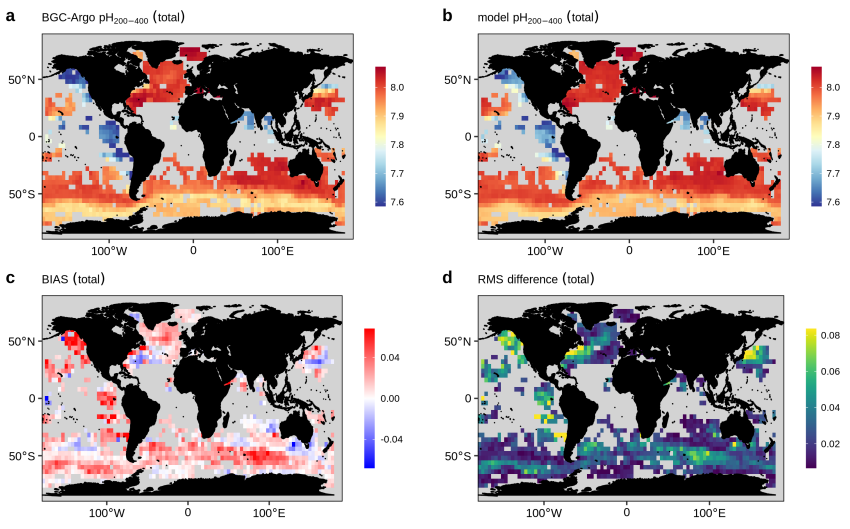 a BGC-Argo pH200−400 (total)
50°N
0
50°S
100°W 0 100°E
8.0
7.9
7.8
7.7
7.6
b model pH200−400 (total)
50°N
0
50°S
100°W 0 100°E
8.0
7.9
7.8
7.7
7.6
c BIAS (total)
50°N
0
50°S
100°W 0 100°E
0.04
0.00
-0.04
d RMS difference (total)
50°N
0
50°S
100°W 0 100°E
0.08
0.06
0.04
0.02